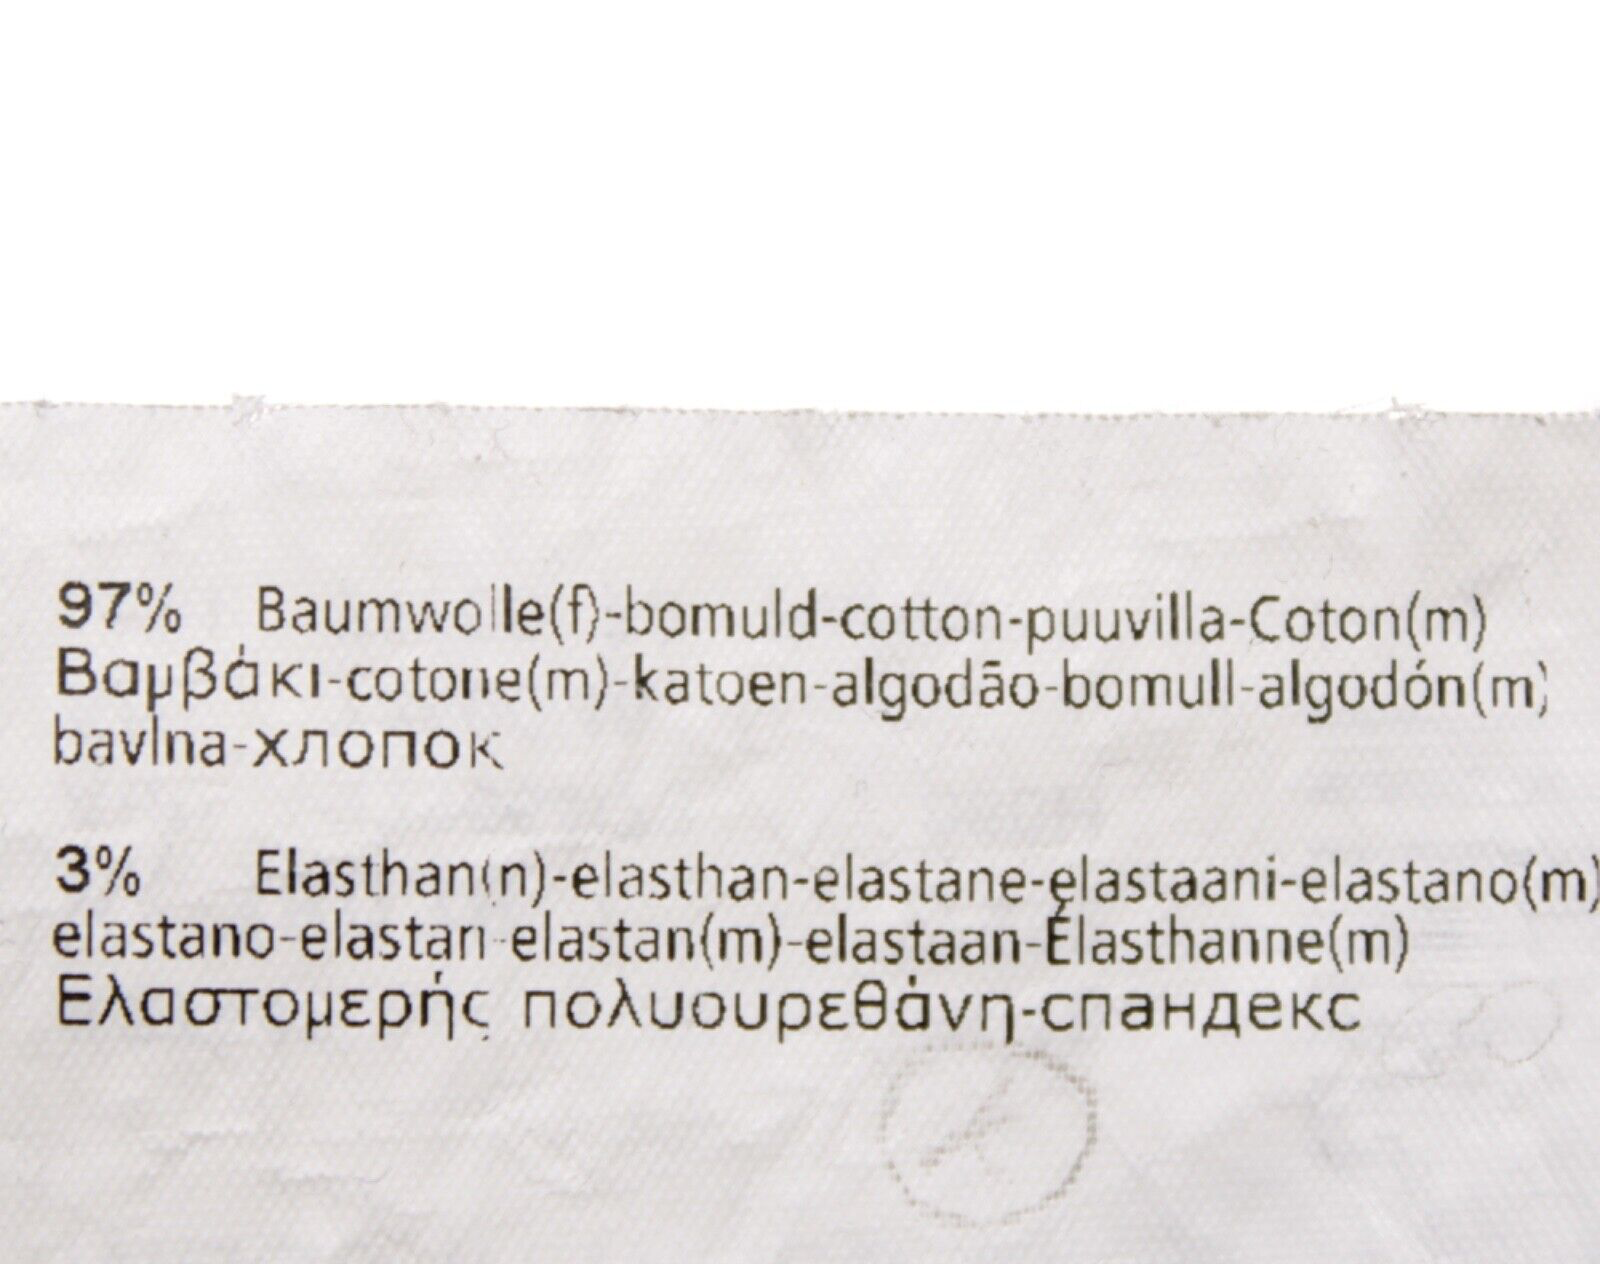 97% Baumwolle(f)-bomuld-cotton-puuvilla-Coton(m)
Βαμβάκι-cotone(m)-katoen-algodão-bomull-algodón(m)
bavlna-хлопок
3% Elasthan(n)-elasthan-elastane-elastaani-elastano(m)
elastano-elastan-elastan(m)-elastaan-Élasthanne(m)
Ελαστομερής πολυουρεθάνη-спандекс